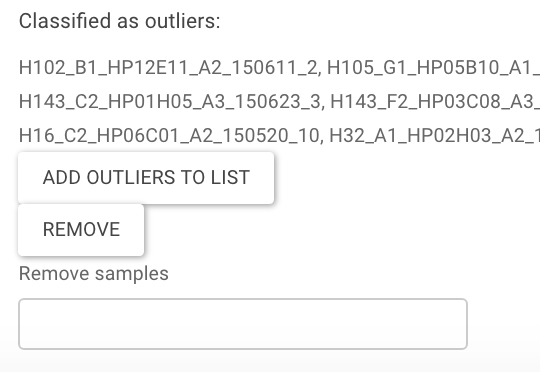 Classified as outliers:
H102_B1_HP12E11_A2_150611_2, H105_G1_HP05B10_A1_
H143_C2_HP01H05_A3_150623_3, H143_F2_HP03C08_A3_
H16_C2_HP06C01_A2_150520_10, H32_A1_HP02H03_A2_1
ADD OUTLIERS TO LIST
REMOVE
Remove samples